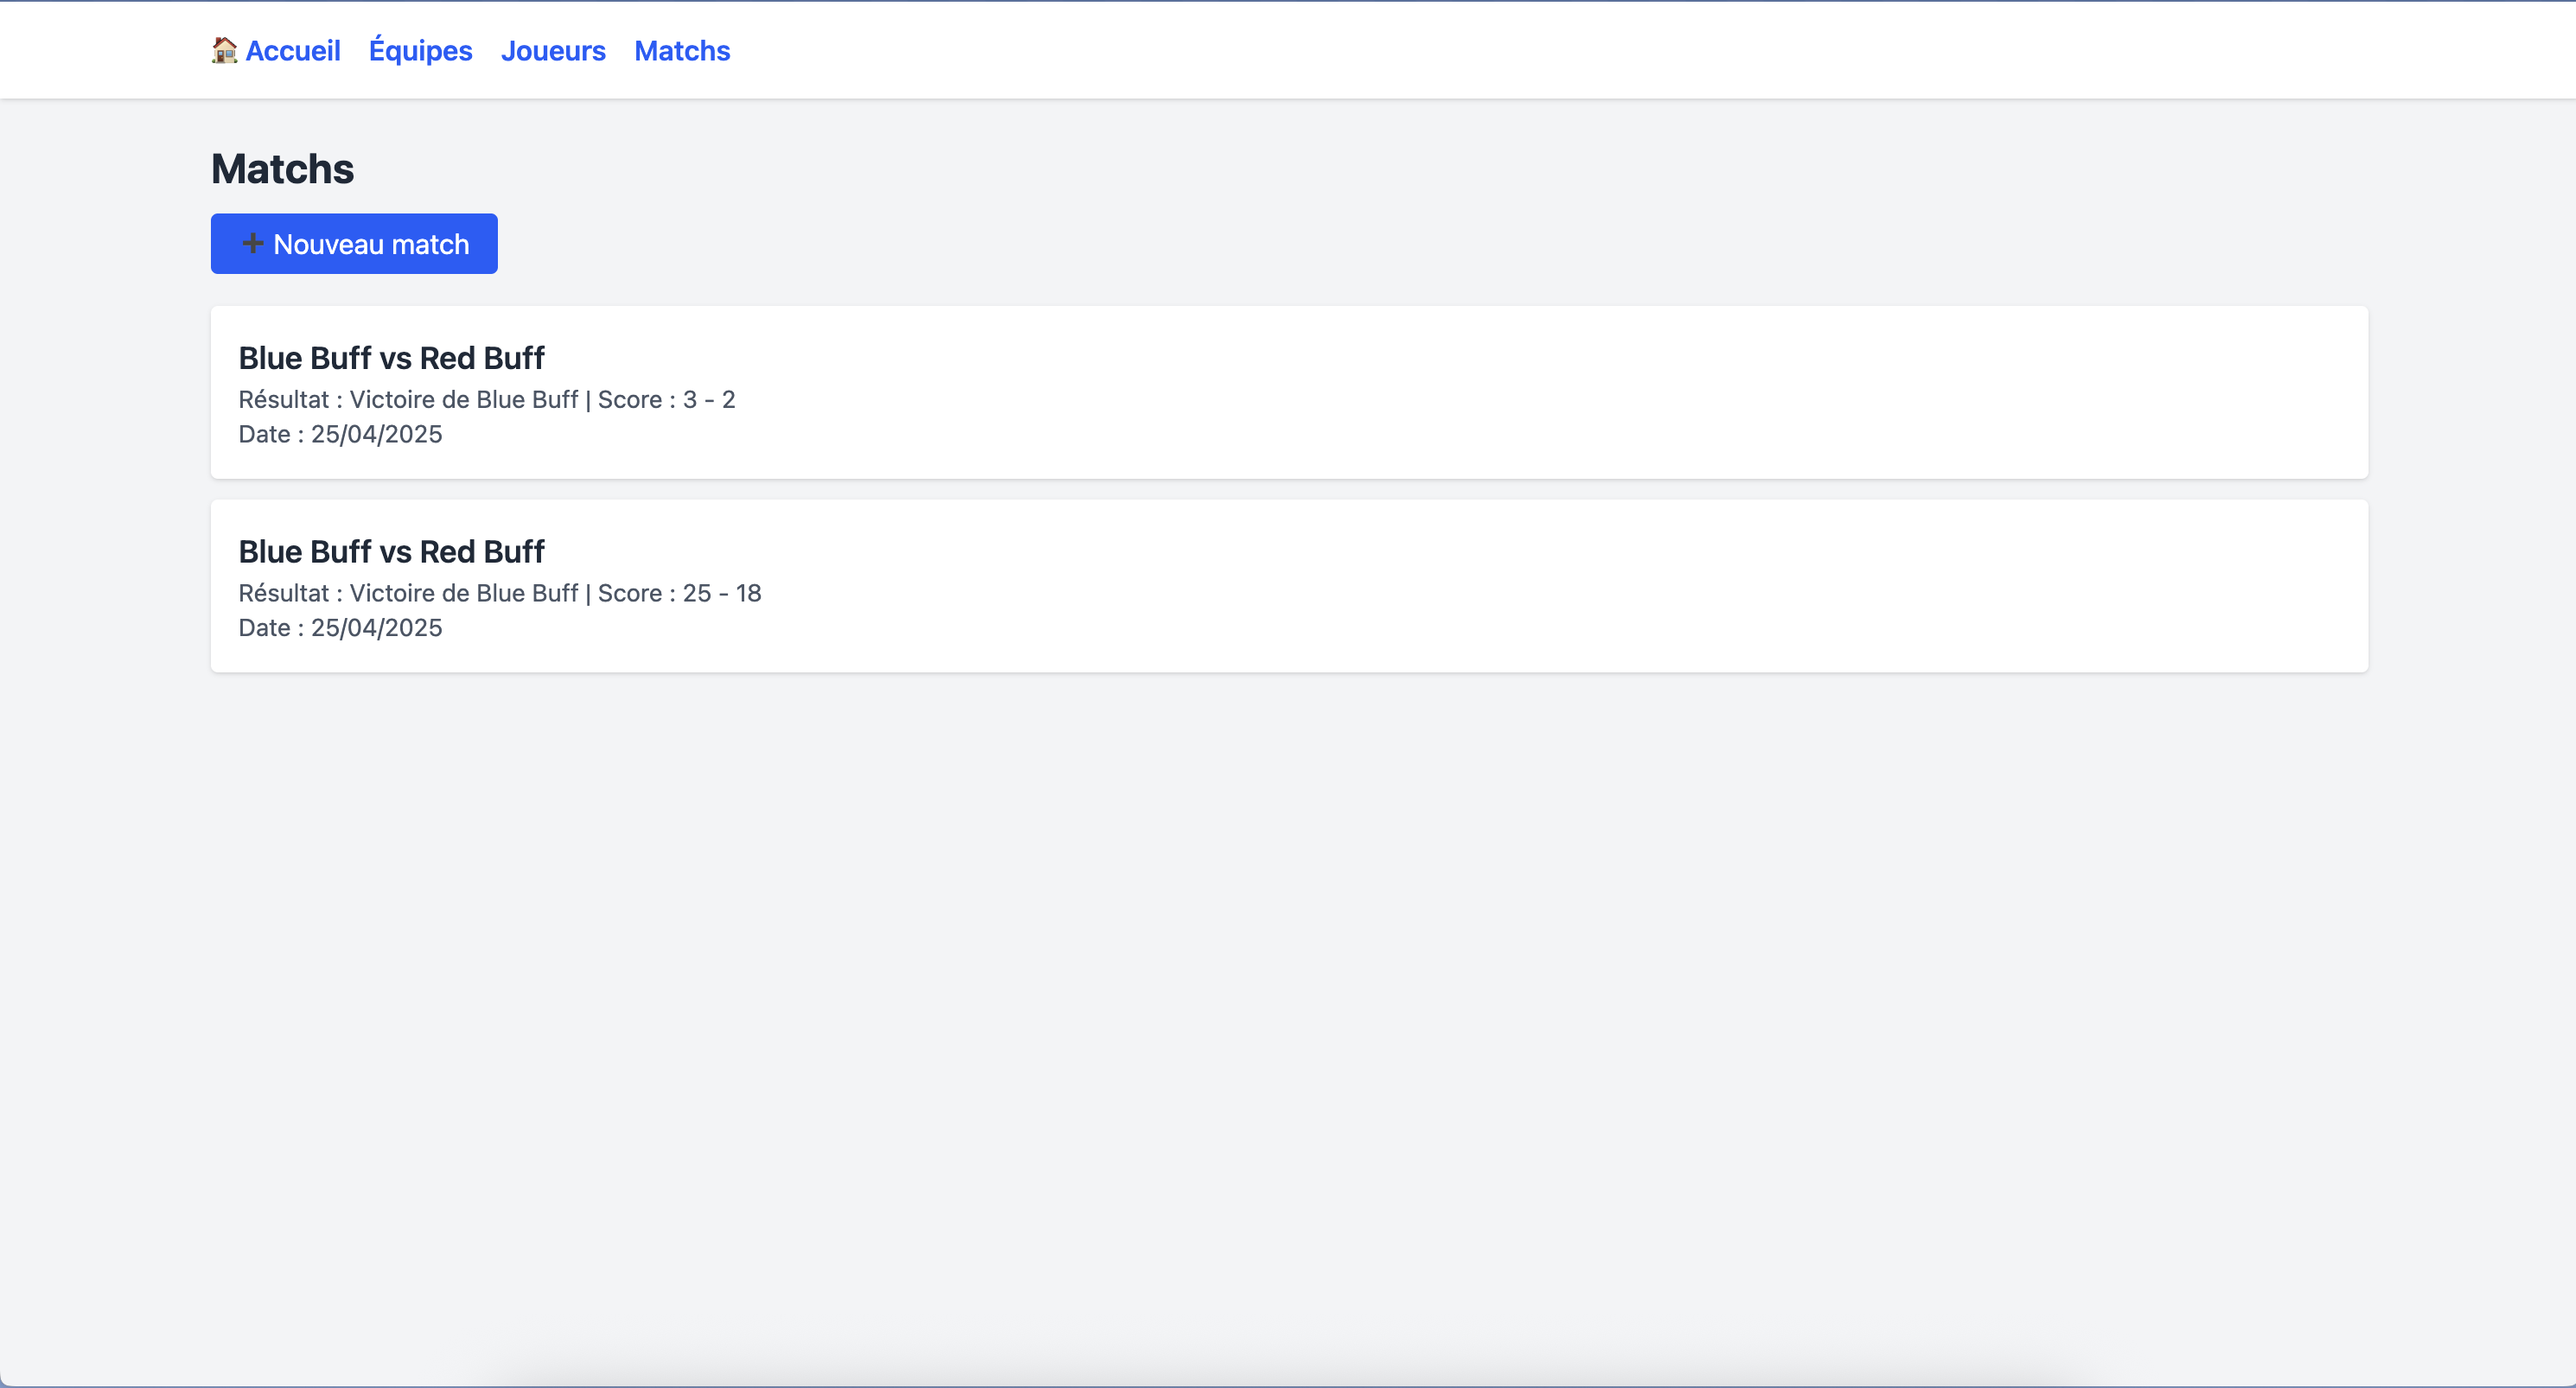 🏠 Accueil Équipes Joueurs Matchs
Matchs
➕ Nouveau match
Blue Buff vs Red Buff
Résultat : Victoire de Blue Buff | Score : 3 - 2
Date : 25/04/2025
Blue Buff vs Red Buff
Résultat : Victoire de Blue Buff | Score : 25 - 18
Date : 25/04/2025